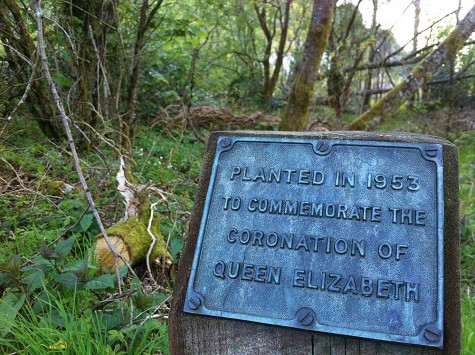 PLANTED IN 1953
TO COMMEMORATE THE
CORONATION OF
QUEEN ELIZABETH